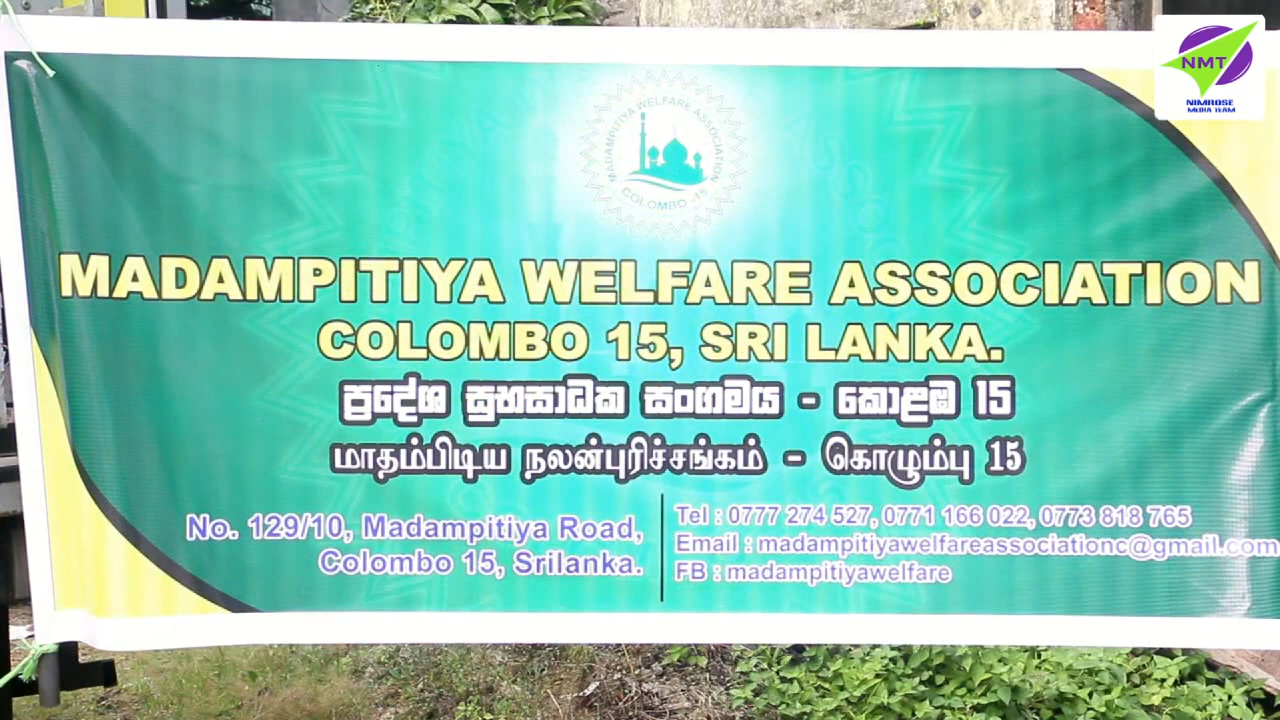 NMT
NIMROSE
MEDIA TEAM
MADAMPITIYA WELFARE ASSOCIATION
COLOMBO -15
MADAMPITIYA WELFARE ASSOCIATION
COLOMBO 15, SRI LANKA.
ප්‍රදේශ සුභසාධක සංගමය - කොළඹ 15
மாதம்பிடிய நலன்புரிச்சங்கம் - கொழும்பு 15
No. 129/10, Madampitiya Road,
Colombo 15, Srilanka.
Tel : 0777 274 527, 0771 166 022, 0773 818 765
Email : madampitiyawelfareassociationc@gmail.com
FB : madampitiyawelfare